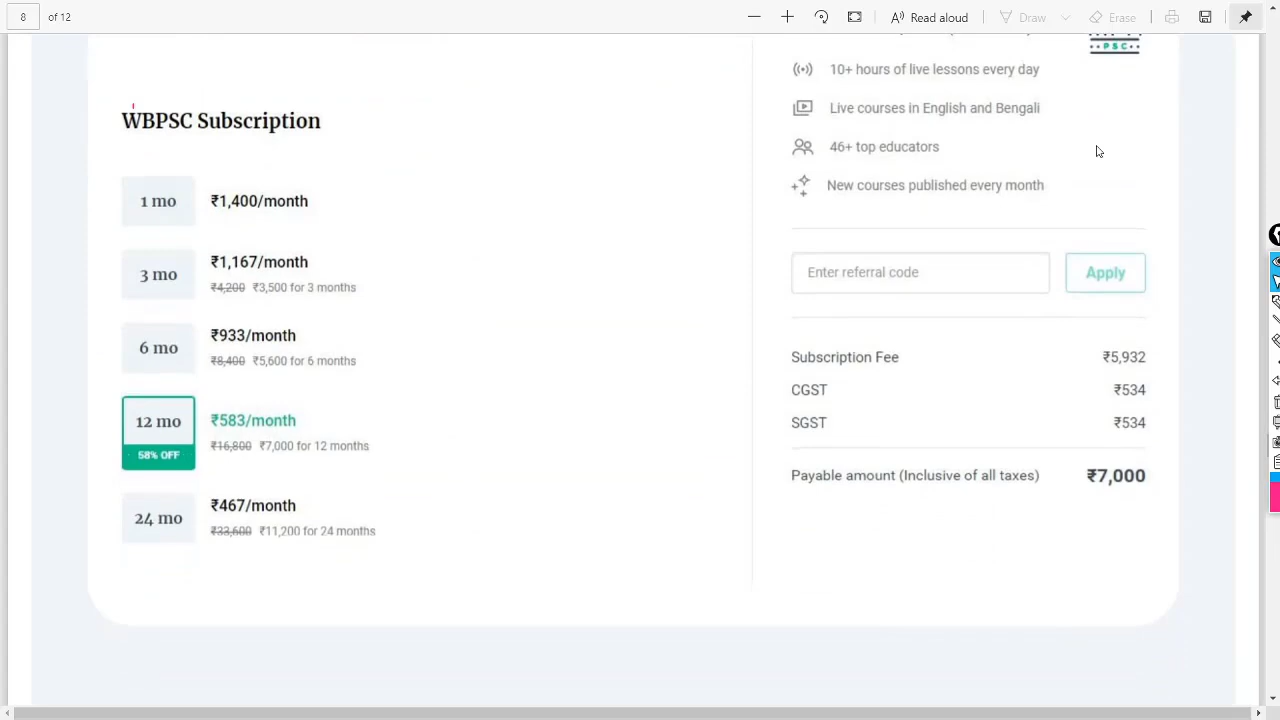 8 of 12
Read aloud
Draw
Erase
PSC
10+ hours of live lessons every day
Live courses in English and Bengali
46+ top educators
New courses published every month
Enter referral code
Apply
Subscription Fee ₹5,932
CGST ₹534
SGST ₹534
Payable amount (Inclusive of all taxes) ₹7,000
WBPSC Subscription
1 mo ₹1,400/month
3 mo ₹1,167/month
₹4,200 ₹3,500 for 3 months
6 mo ₹933/month
₹8,400 ₹5,600 for 6 months
12 mo ₹583/month
58% OFF ₹16,800 ₹7,000 for 12 months
24 mo ₹467/month
₹33,600 ₹11,200 for 24 months